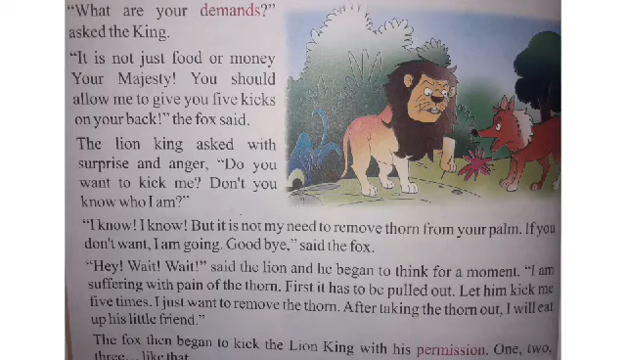 "What are your demands?"
asked the King.
"It is not just food or money
Your Majesty! You should
allow me to give you five kicks
on your back!" the fox said.
The lion king asked with
surprise and anger, "Do you
want to kick me? Don't you
know who I am?"
"I know! I know! But it is not my need to remove thorn from your palm. If you
don't want, I am going. Good bye," said the fox.
"Hey! Wait! Wait!" said the lion and he began to think for a moment. "I am
suffering with pain of the thorn. First it has to be pulled out. Let him kick me
five times. I just want to remove the thorn. After taking the thorn out, I will eat
up his little friend."
The fox then began to kick the Lion King with his permission. One, two,
three... like that